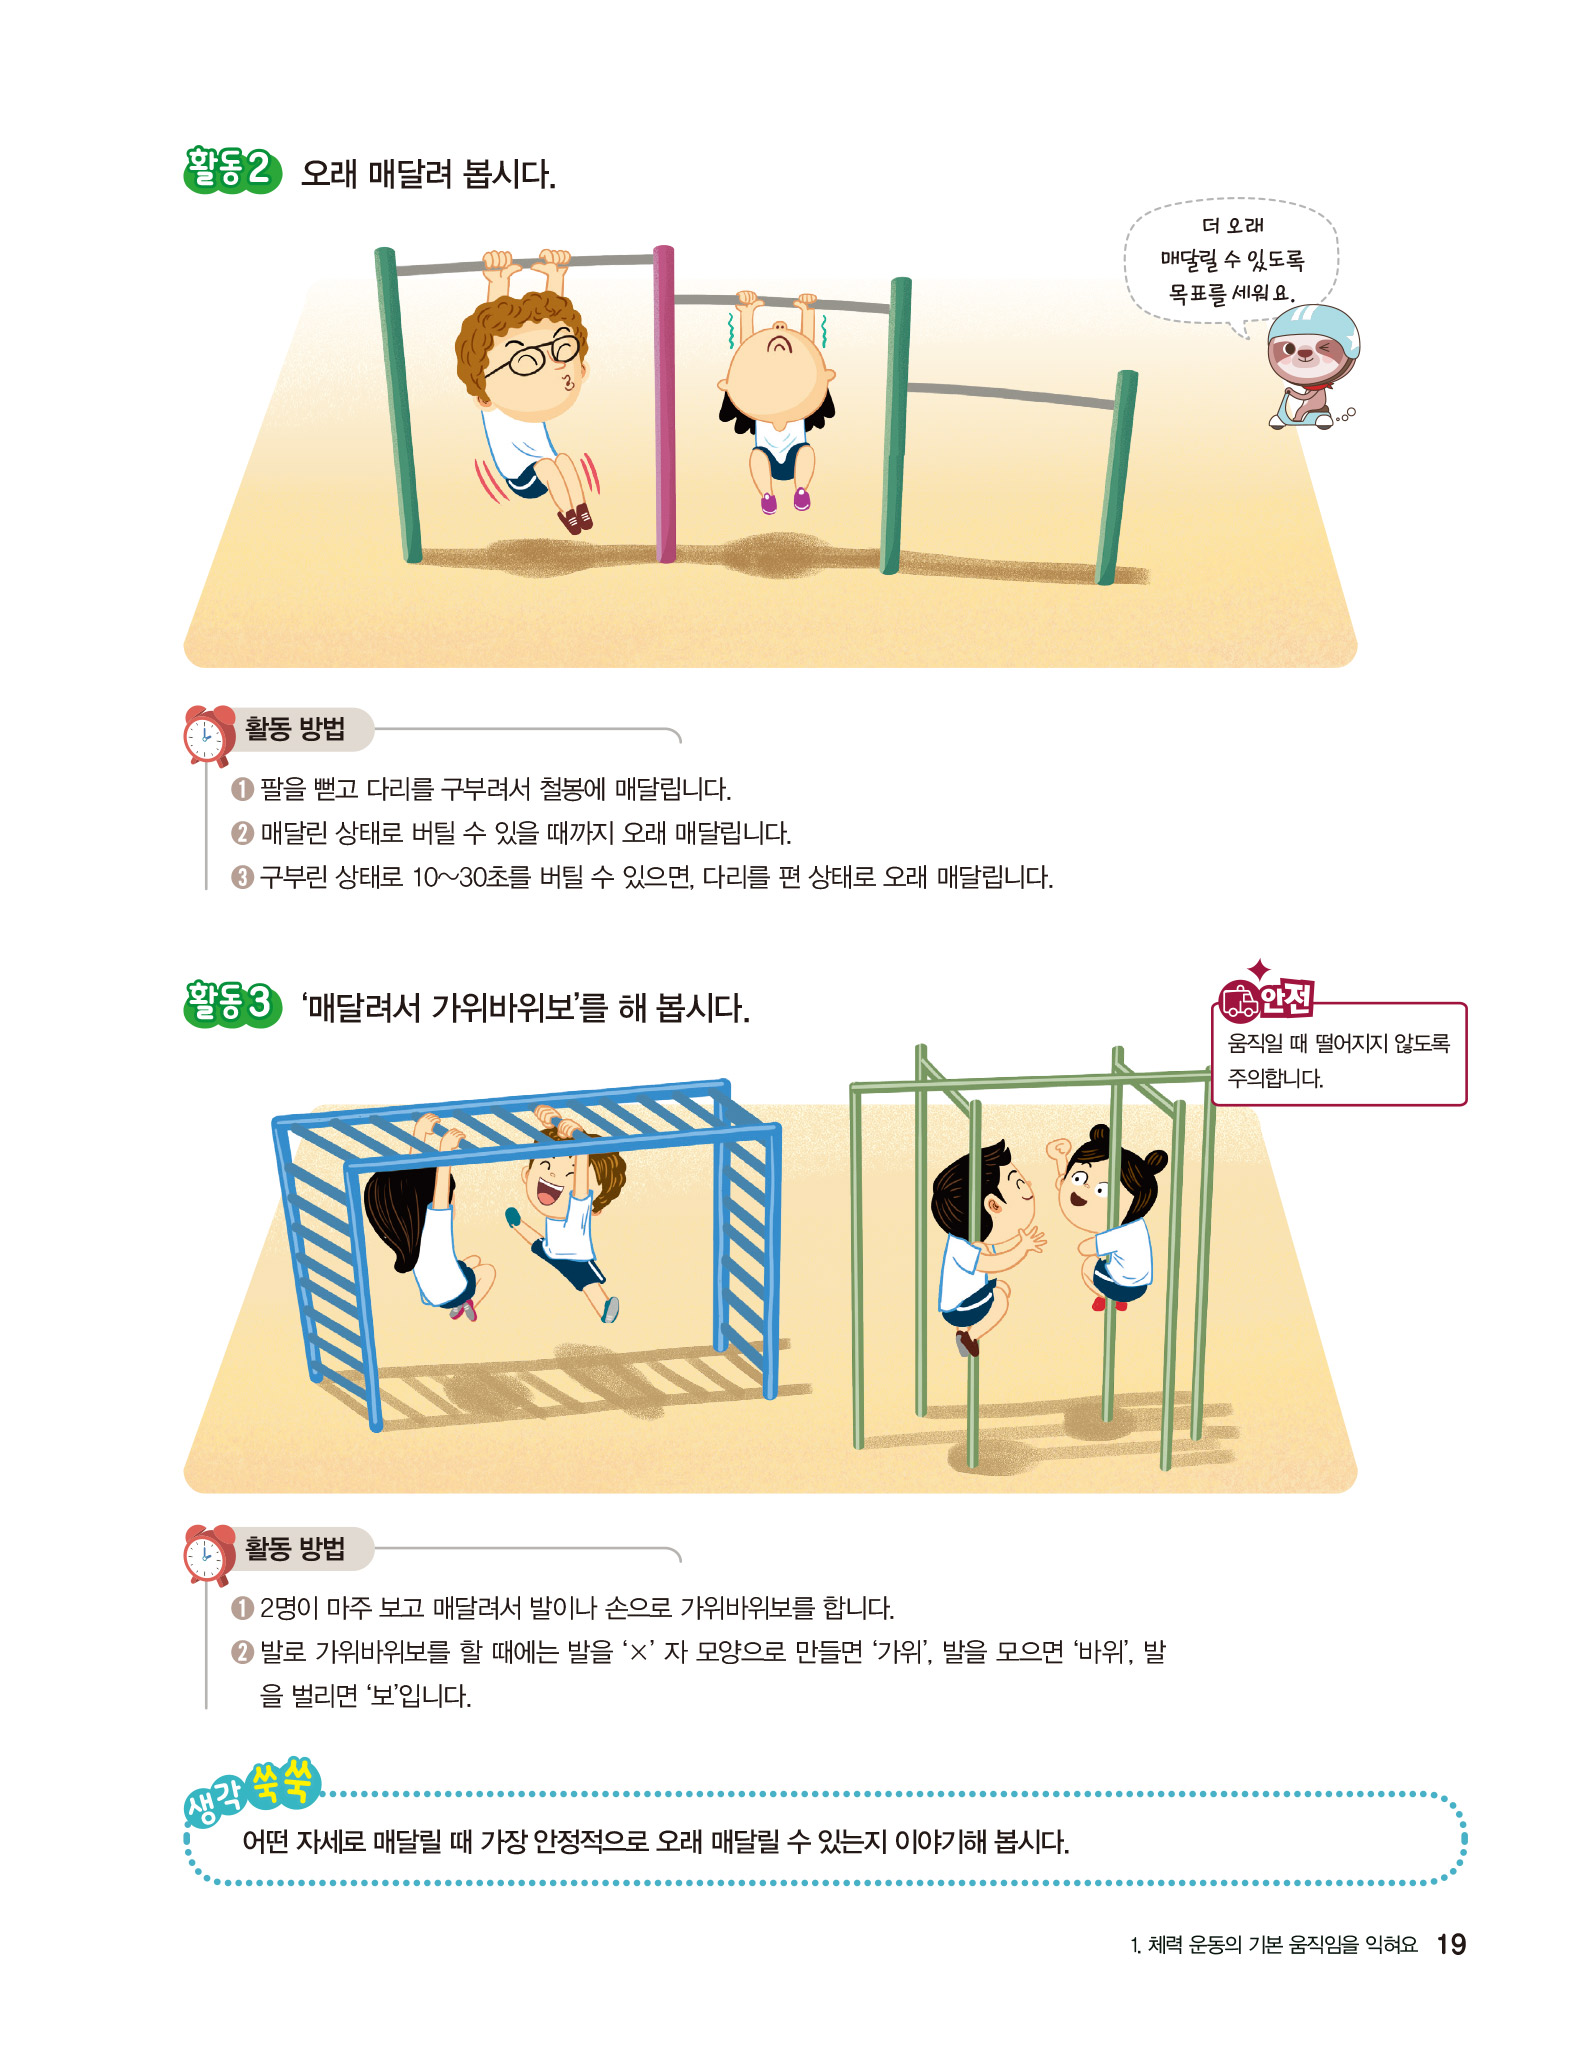 활동2 오래 매달려 봅시다.
더 오래
매달릴 수 있도록
목표를 세워요.
활동 방법
❶ 팔을 뻗고 다리를 구부려서 철봉에 매달립니다.
❷ 매달린 상태로 버틸 수 있을 때까지 오래 매달립니다.
❸ 구부린 상태로 10~30초를 버틸 수 있으면, 다리를 편 상태로 오래 매달립니다.
활동3 ‘매달려서 가위바위보’를 해 봅시다.
안전
움직일 때 떨어지지 않도록
주의합니다.
활동 방법
❶ 2명이 마주 보고 매달려서 발이나 손으로 가위바위보를 합니다.
❷ 발로 가위바위보를 할 때에는 발을 ‘×’ 자 모양으로 만들면 ‘가위’, 발을 모으면 ‘바위’, 발
을 벌리면 ‘보’입니다.
생각 쑥쑥
어떤 자세로 매달릴 때 가장 안정적으로 오래 매달릴 수 있는지 이야기해 봅시다.
1. 체력 운동의 기본 움직임을 익혀요 19